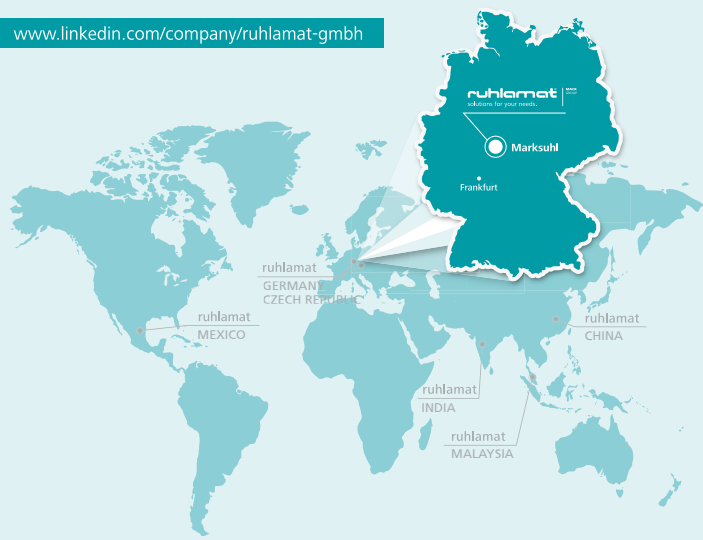 www.linkedin.com/company/ruhlamat-gmbh
ruhlamat
solutions for your needs.
Marksuhl
Frankfurt
ruhlamat
GERMANY
CZECH REPUBLIC
ruhlamat
MEXICO
ruhlamat
CHINA
ruhlamat
INDIA
ruhlamat
MALAYSIA